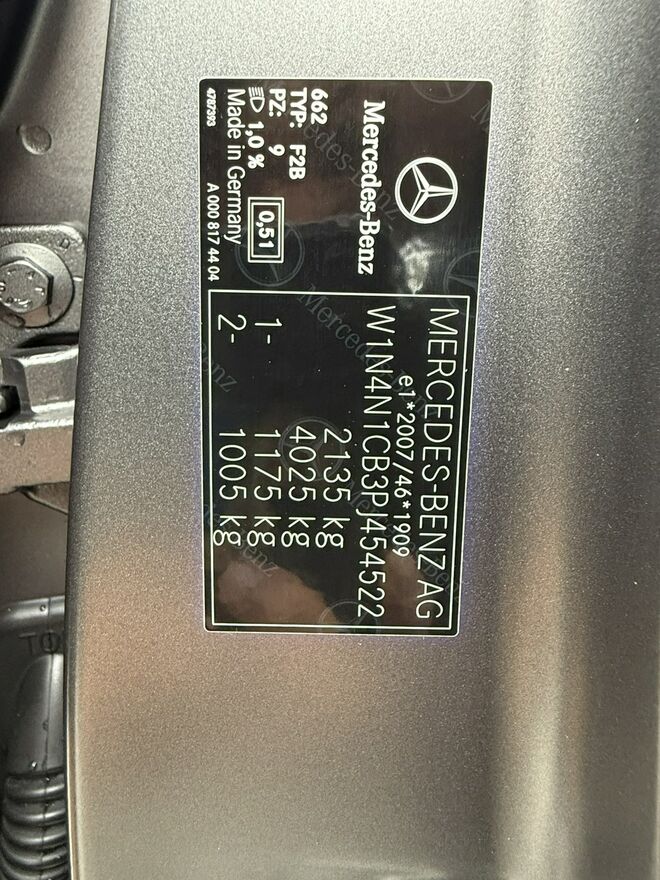 Mercedes-Benz
662
TYP: F2B
PZ: 9
1,0 %
0,51
Made in Germany
4787393
A 000 817 44 04
MERCEDES-BENZ AG
e1*2007/46*1909
W1N4N1CB3PJ454522
2135 kg
4025 kg
1- 1175 kg
2- 1005 kg